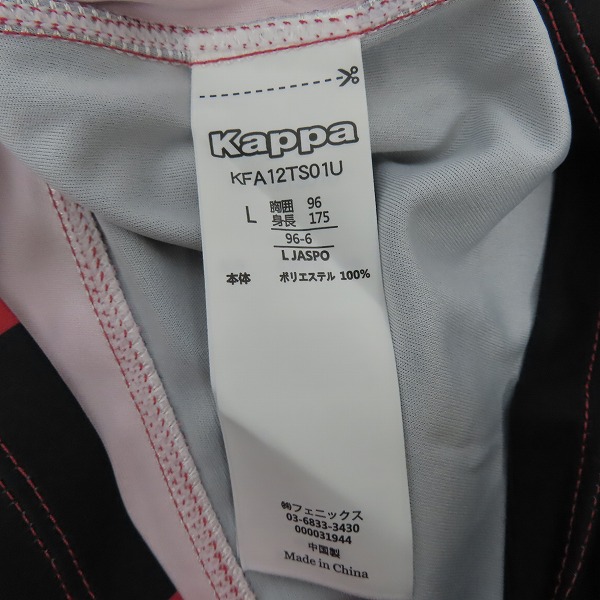 Kappa
KFA12TS01U
L 胸囲 96
身長 175
96-6
L JASPO
本体 ポリエステル 100%
㈱フェニックス
03-6833-3430
000031944
中国製
Made in China